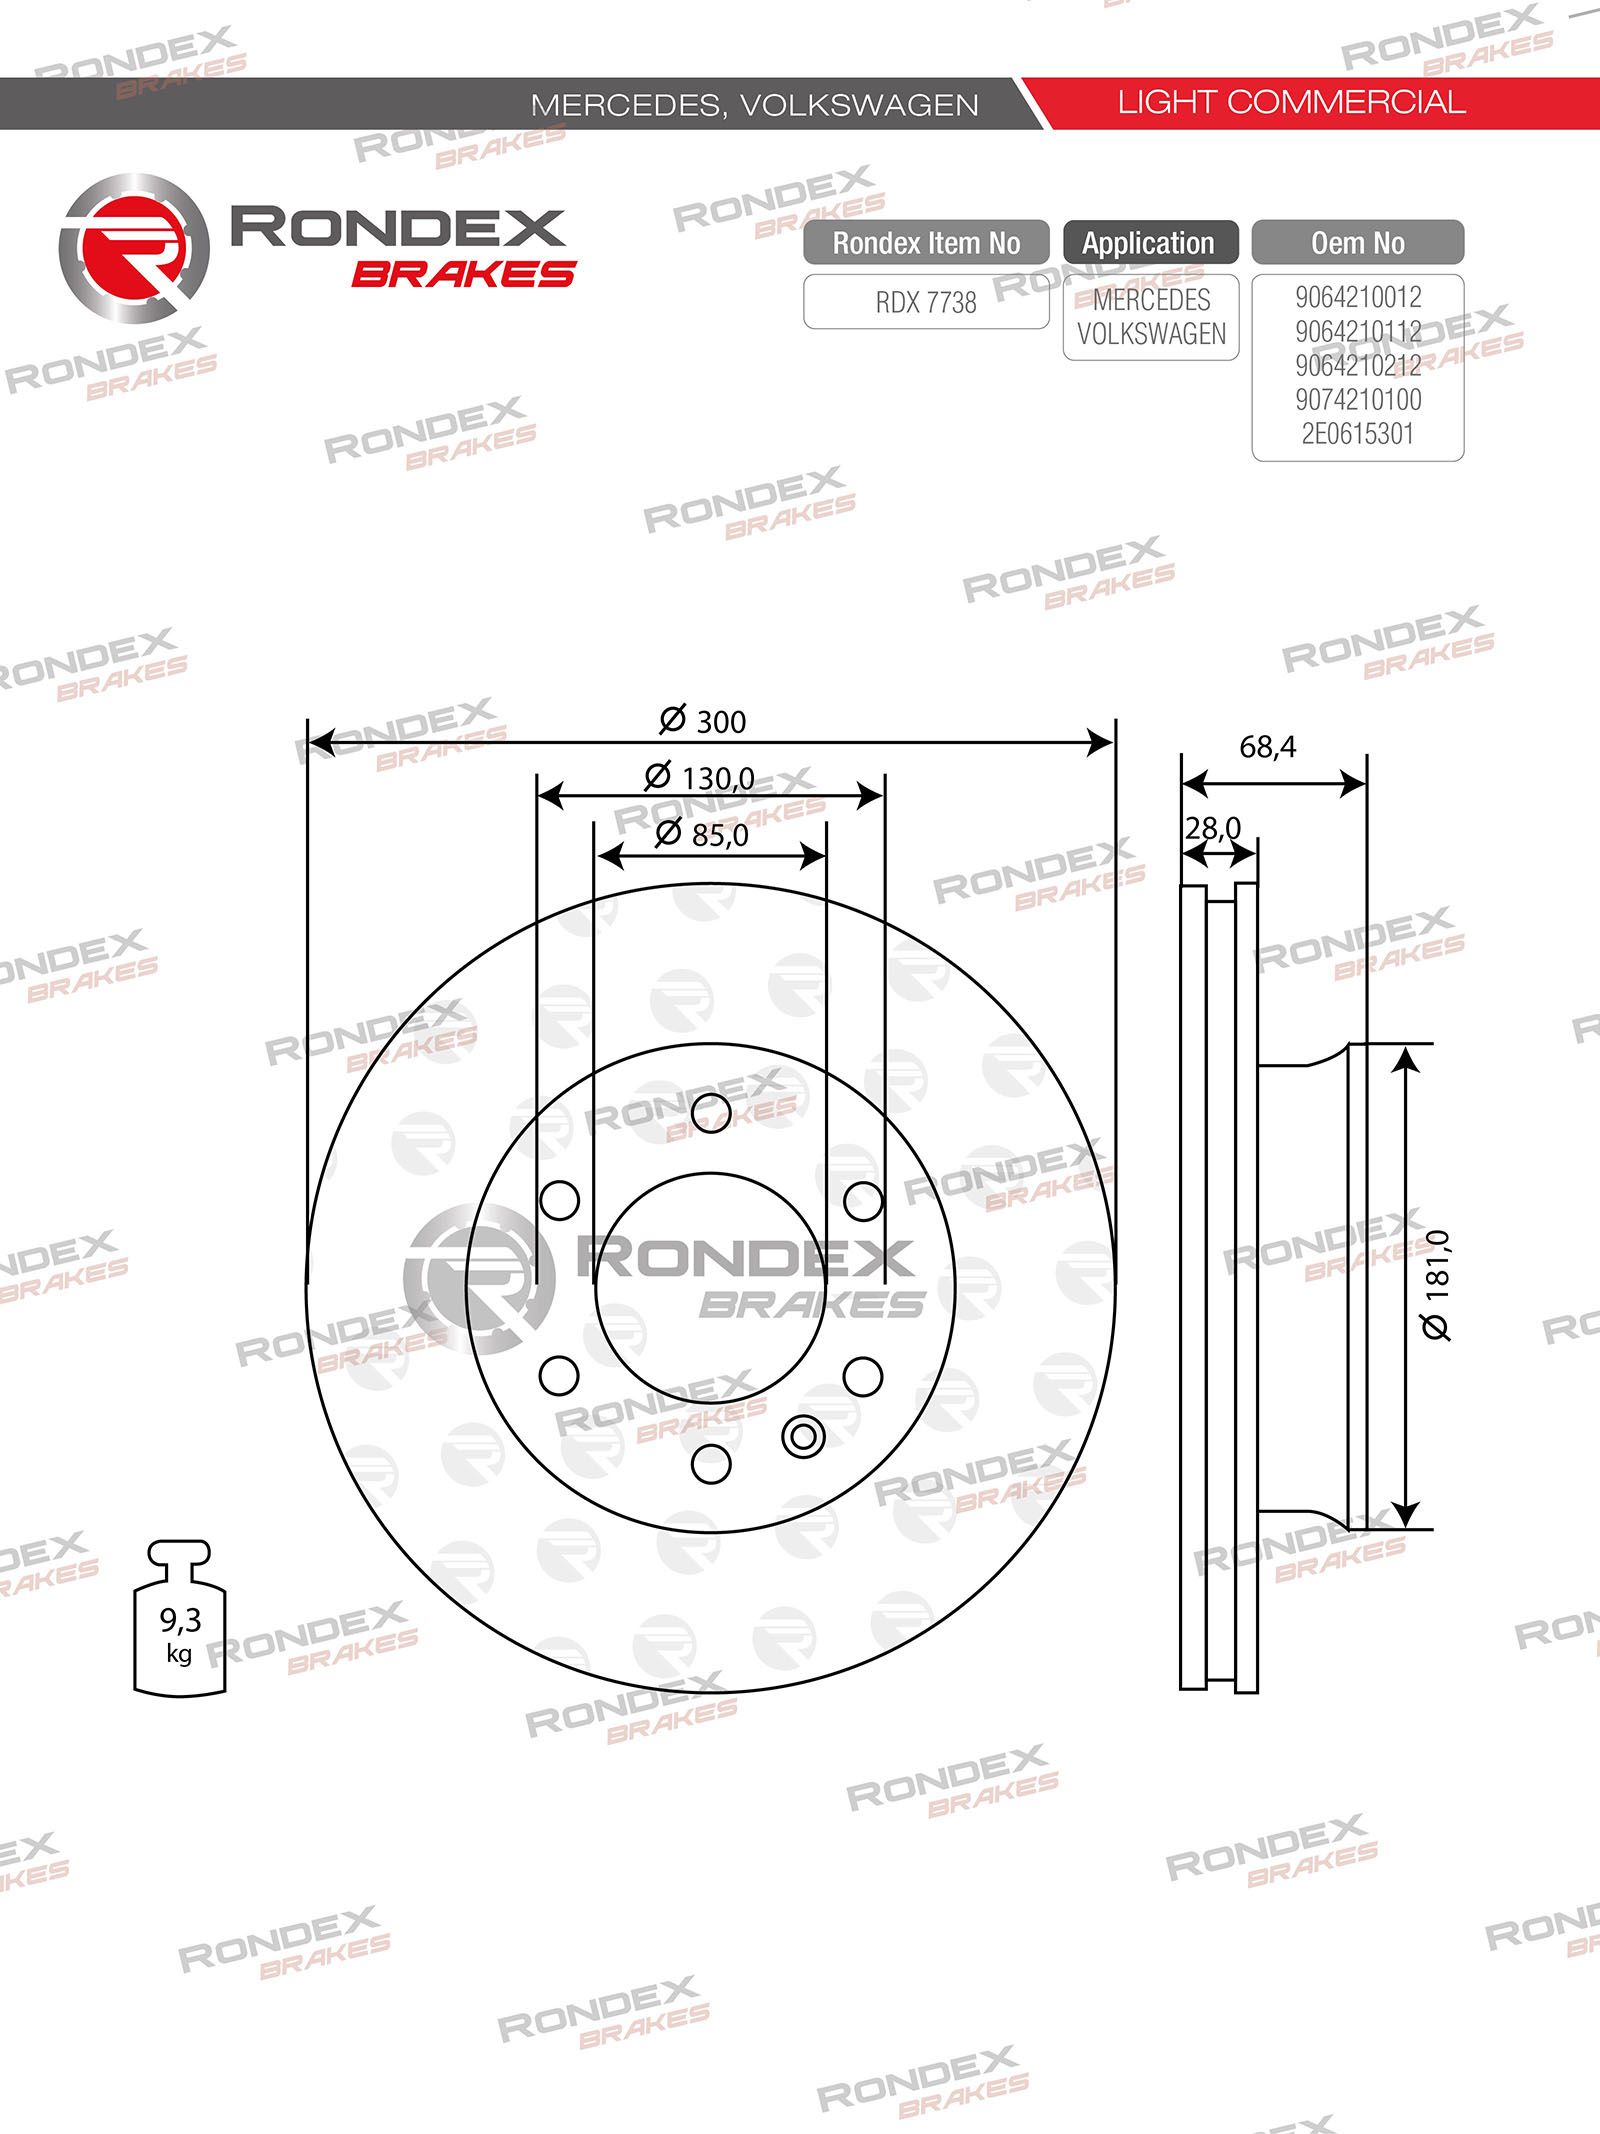 MERCEDES, VOLKSWAGEN
LIGHT COMMERCIAL
RONDEX
BRAKES
Rondex Item No
RDX 7738
Application
MERCEDES
VOLKSWAGEN
Oem No
9064210012
9064210112
9064210212
9074210100
2E0615301
Ø 300
Ø 130,0
Ø 85,0
68,4
28,0
Ø 181,0
RONDEX
BRAKES
9,3
kg